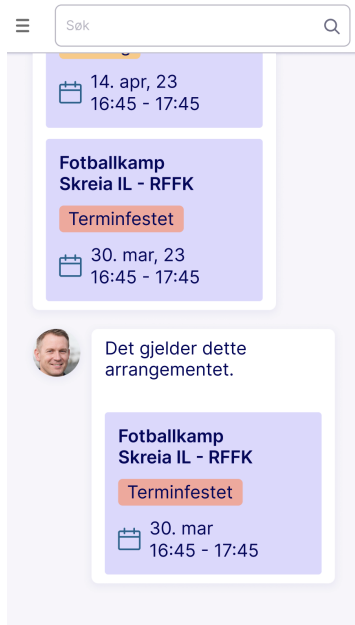 Søk
14. apr, 23
16:45 - 17:45
Fotballkamp
Skreia IL - RFFK
Terminfestet
30. mar, 23
16:45 - 17:45
Det gjelder dette
arrangementet.
Fotballkamp
Skreia IL - RFFK
Terminfestet
30. mar
16:45 - 17:45